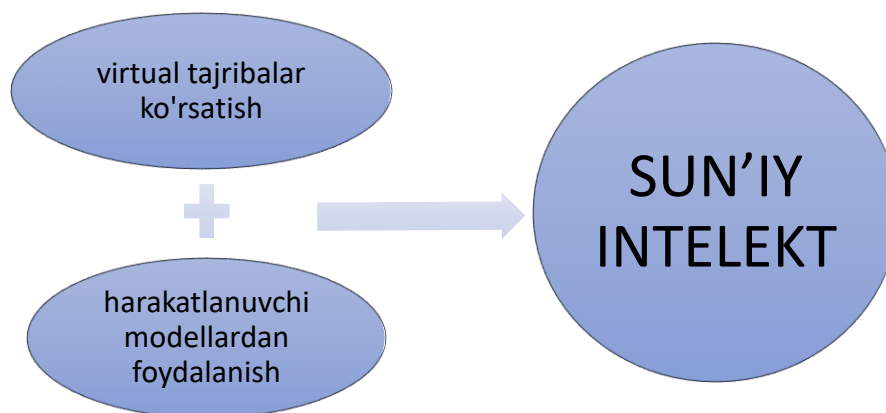 virtual tajribalar
ko'rsatish
harakatlanuvchi
modellardan
foydalanish
SUN’IY
INTELEKT